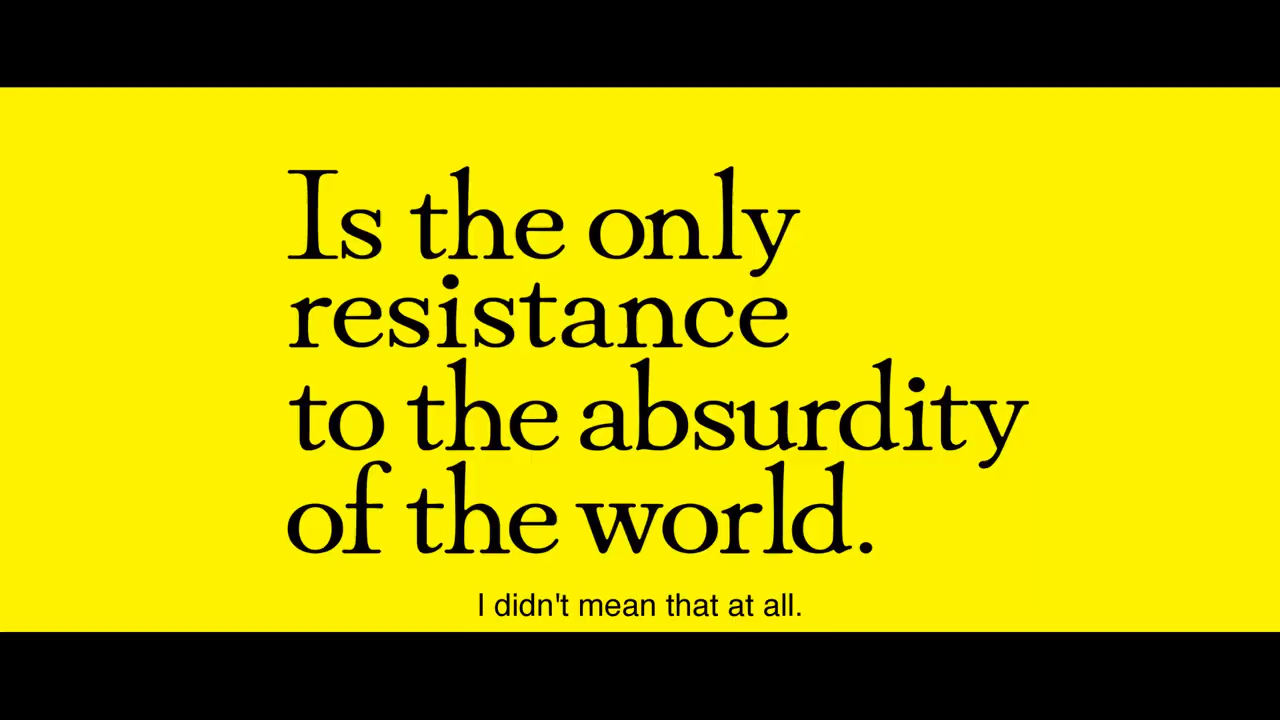 Is the only
resistance
to the absurdity
of the world.
I didn't mean that at all.